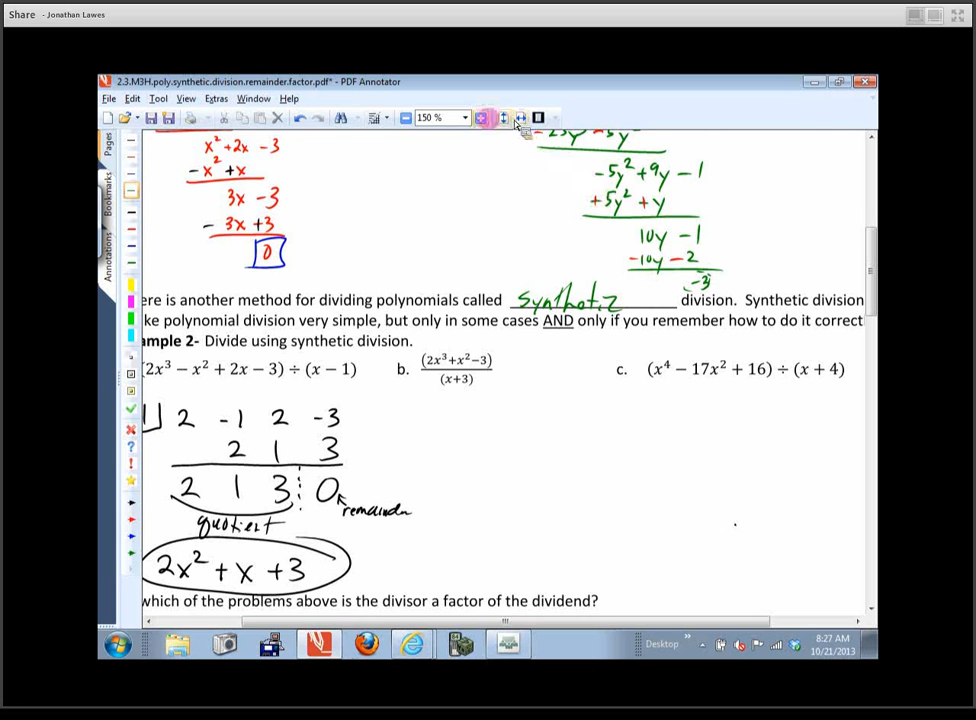 Share - Jonathan Lawes
2.3.M3H.poly.synthetic.division.remainder.factor.pdf* - PDF Annotator
File Edit Tool View Extras Window Help
150 %
Pages
Bookmarks
Annotations
x² + 2x - 3
- x² + x
3x - 3
- 3x + 3
0
- 5y² + 9y - 1
+ 5y² + y
10y - 1
- 10y - 2
-3
ere is another method for dividing polynomials called synthetic division. Synthetic division
ke polynomial division very simple, but only in some cases AND only if you remember how to do it correct
ample 2- Divide using synthetic division.
(2x³ − x² + 2x − 3) ÷ (x − 1) b. (2x³+x²−3)/(x+3) c. (x⁴ − 17x² + 16) ÷ (x + 4)
1 2 -1 2 -3
2 1 3
2 1 3 0
remainder
quotient
2x² + x + 3
which of the problems above is the divisor a factor of the dividend?
Desktop
8:27 AM
10/21/2013